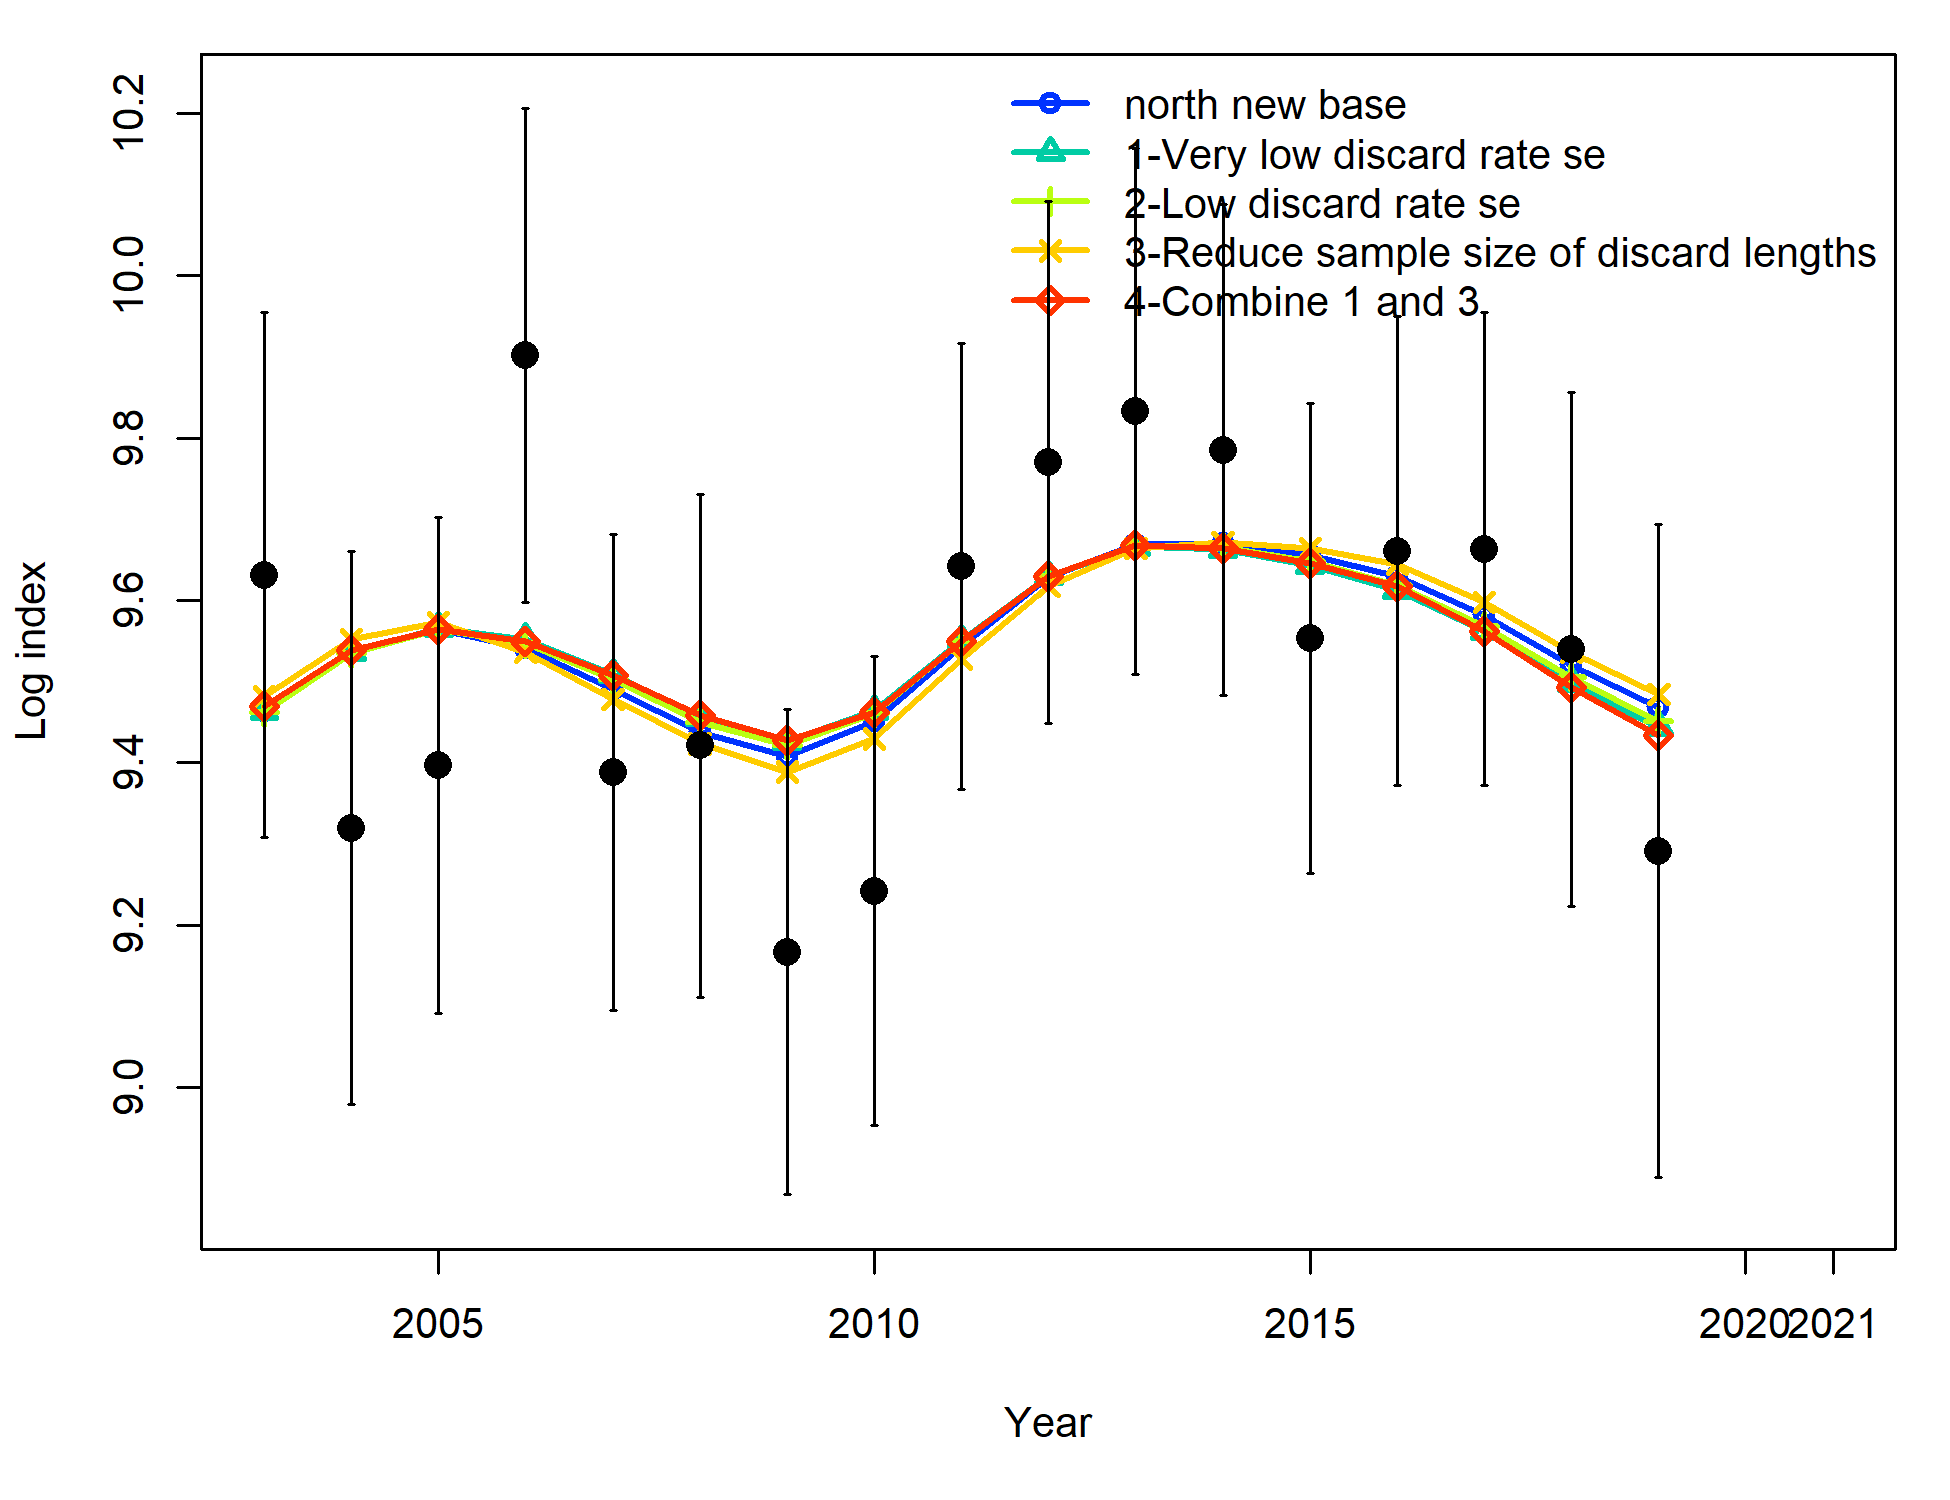 10.2
10.0
9.8
9.6
9.4
9.2
9.0
Log index
north new base
1-Very low discard rate se
2-Low discard rate se
3-Reduce sample size of discard lengths
4-Combine 1 and 3
2005 2010 2015 2020 2021
Year